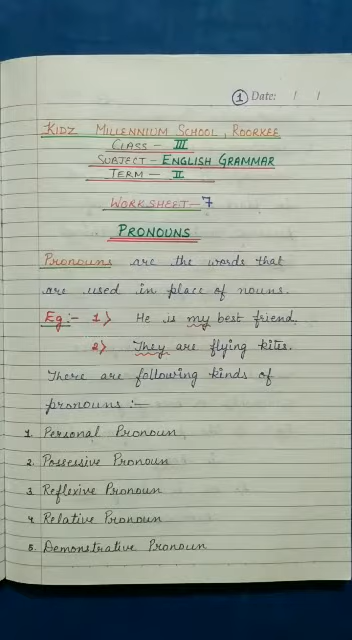 ① Date: / /
KIDZ MILLENNIUM SCHOOL, ROORKEE
CLASS - III
SUBJECT - ENGLISH GRAMMAR
TERM - II
WORKSHEET - 7
PRONOUNS
Pronouns are the words that
are used in place of nouns.
Eg:- 1> He is my best friend.
2> They are flying kites.
There are following kinds of
pronouns :-
1. Personal Pronoun
2. Possessive Pronoun
3. Reflexive Pronoun
4. Relative Pronoun
5. Demonstrative Pronoun